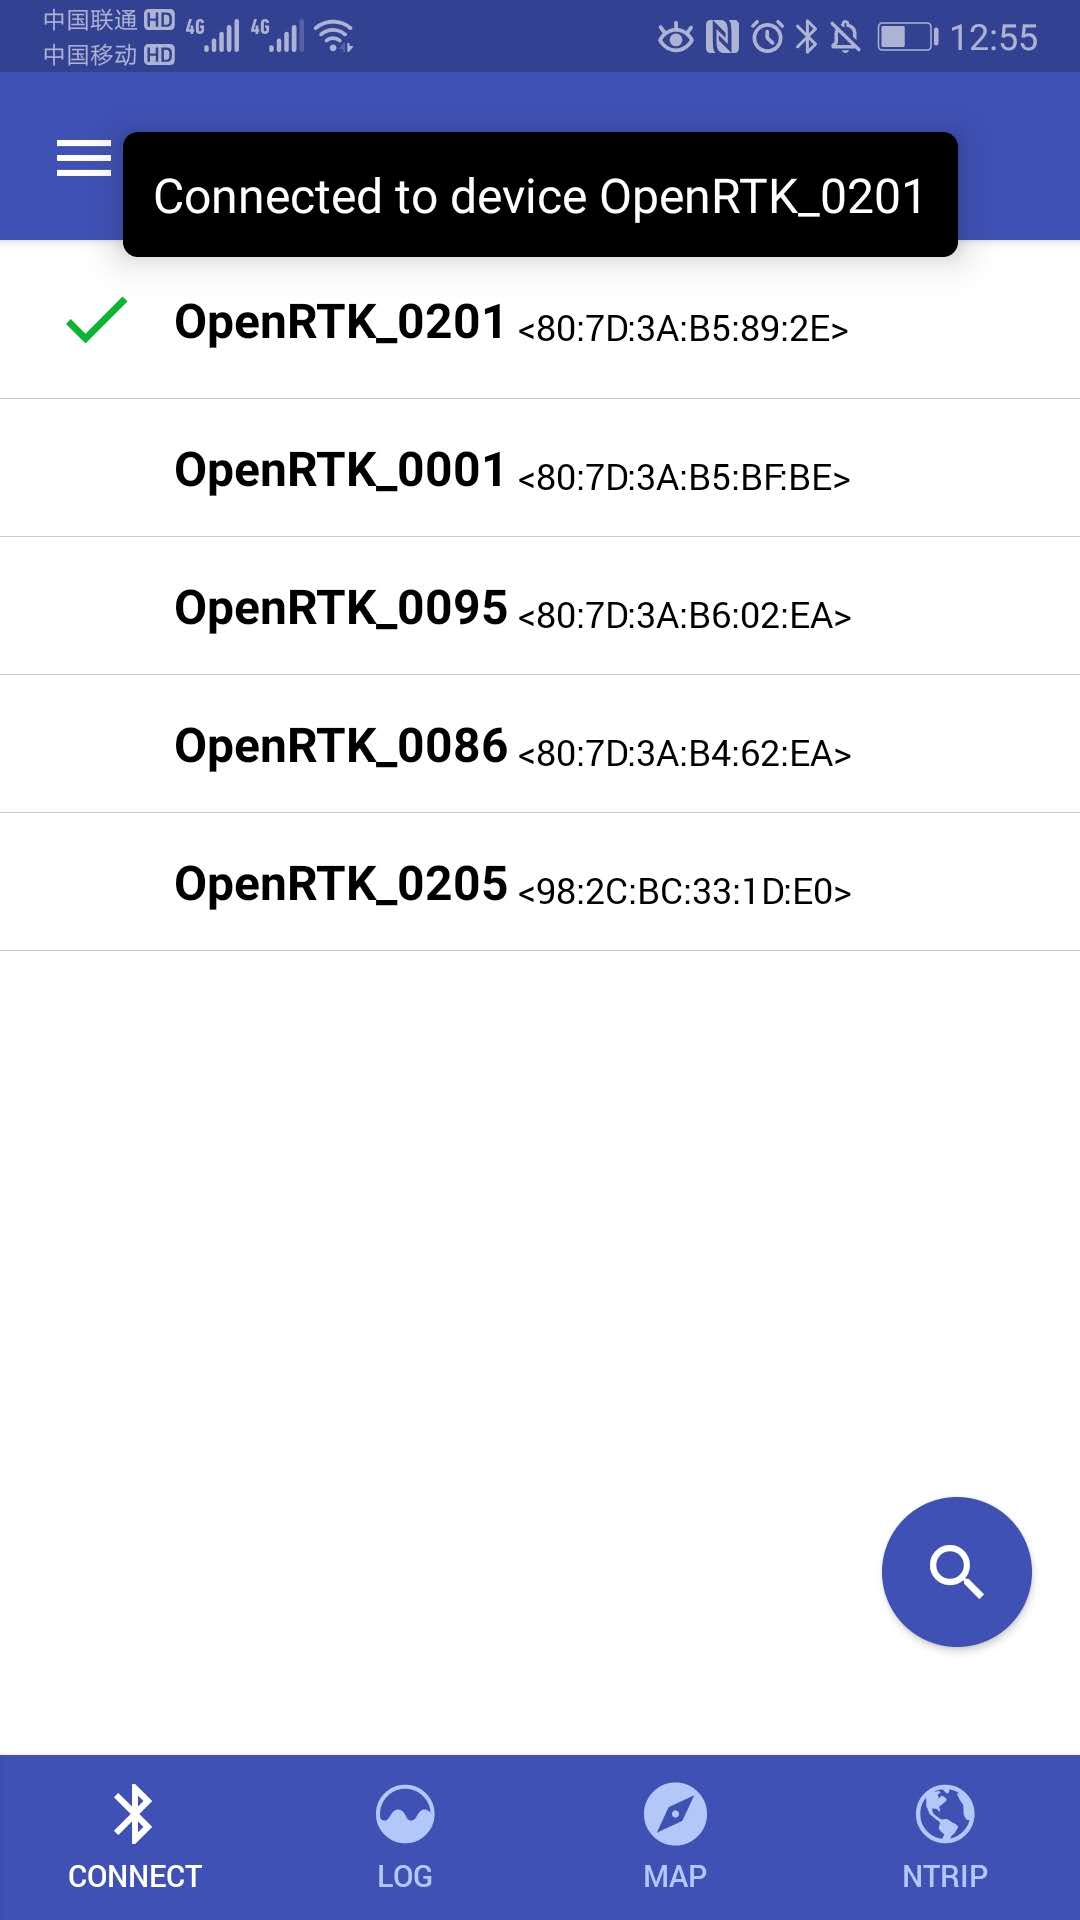 中国联通 HD 4G 4G 12:55
中国移动 HD
Connected to device OpenRTK_0201
OpenRTK_0201 <80:7D:3A:B5:89:2E>
OpenRTK_0001 <80:7D:3A:B5:BF:BE>
OpenRTK_0095 <80:7D:3A:B6:02:EA>
OpenRTK_0086 <80:7D:3A:B4:62:EA>
OpenRTK_0205 <98:2C:BC:33:1D:E0>
CONNECT LOG MAP NTRIP